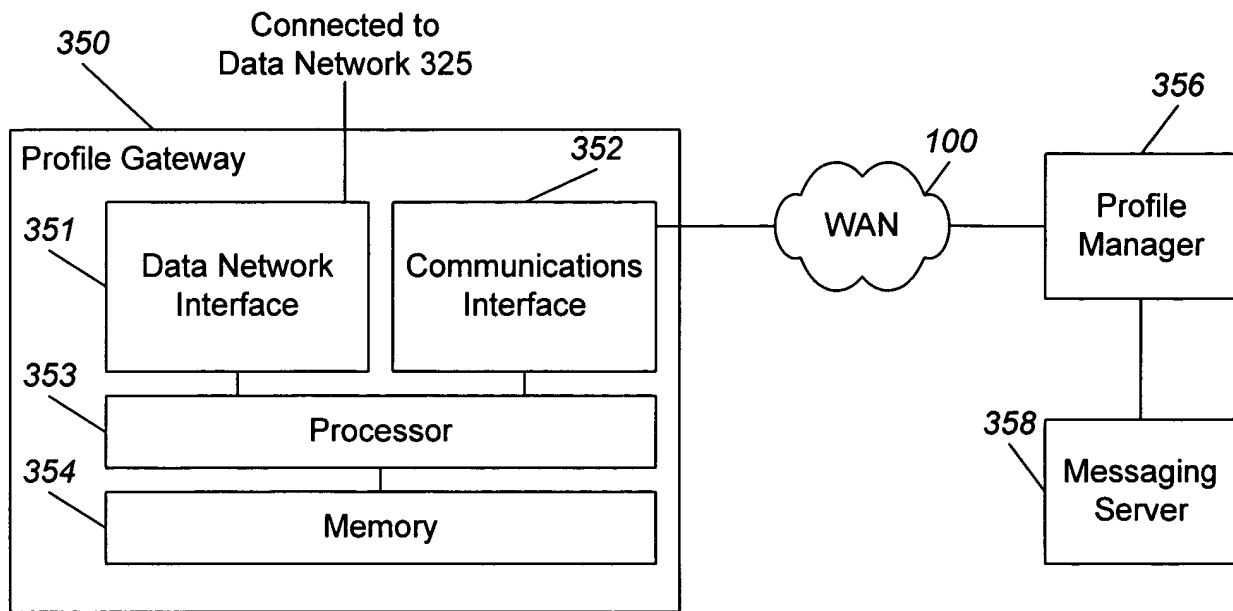 350
Connected to
Data Network 325
356
Profile Gateway
352
100
351
Data Network
Interface
Communications
Interface
WAN
Profile
Manager
353
Processor
358
354
Memory
Messaging
Server